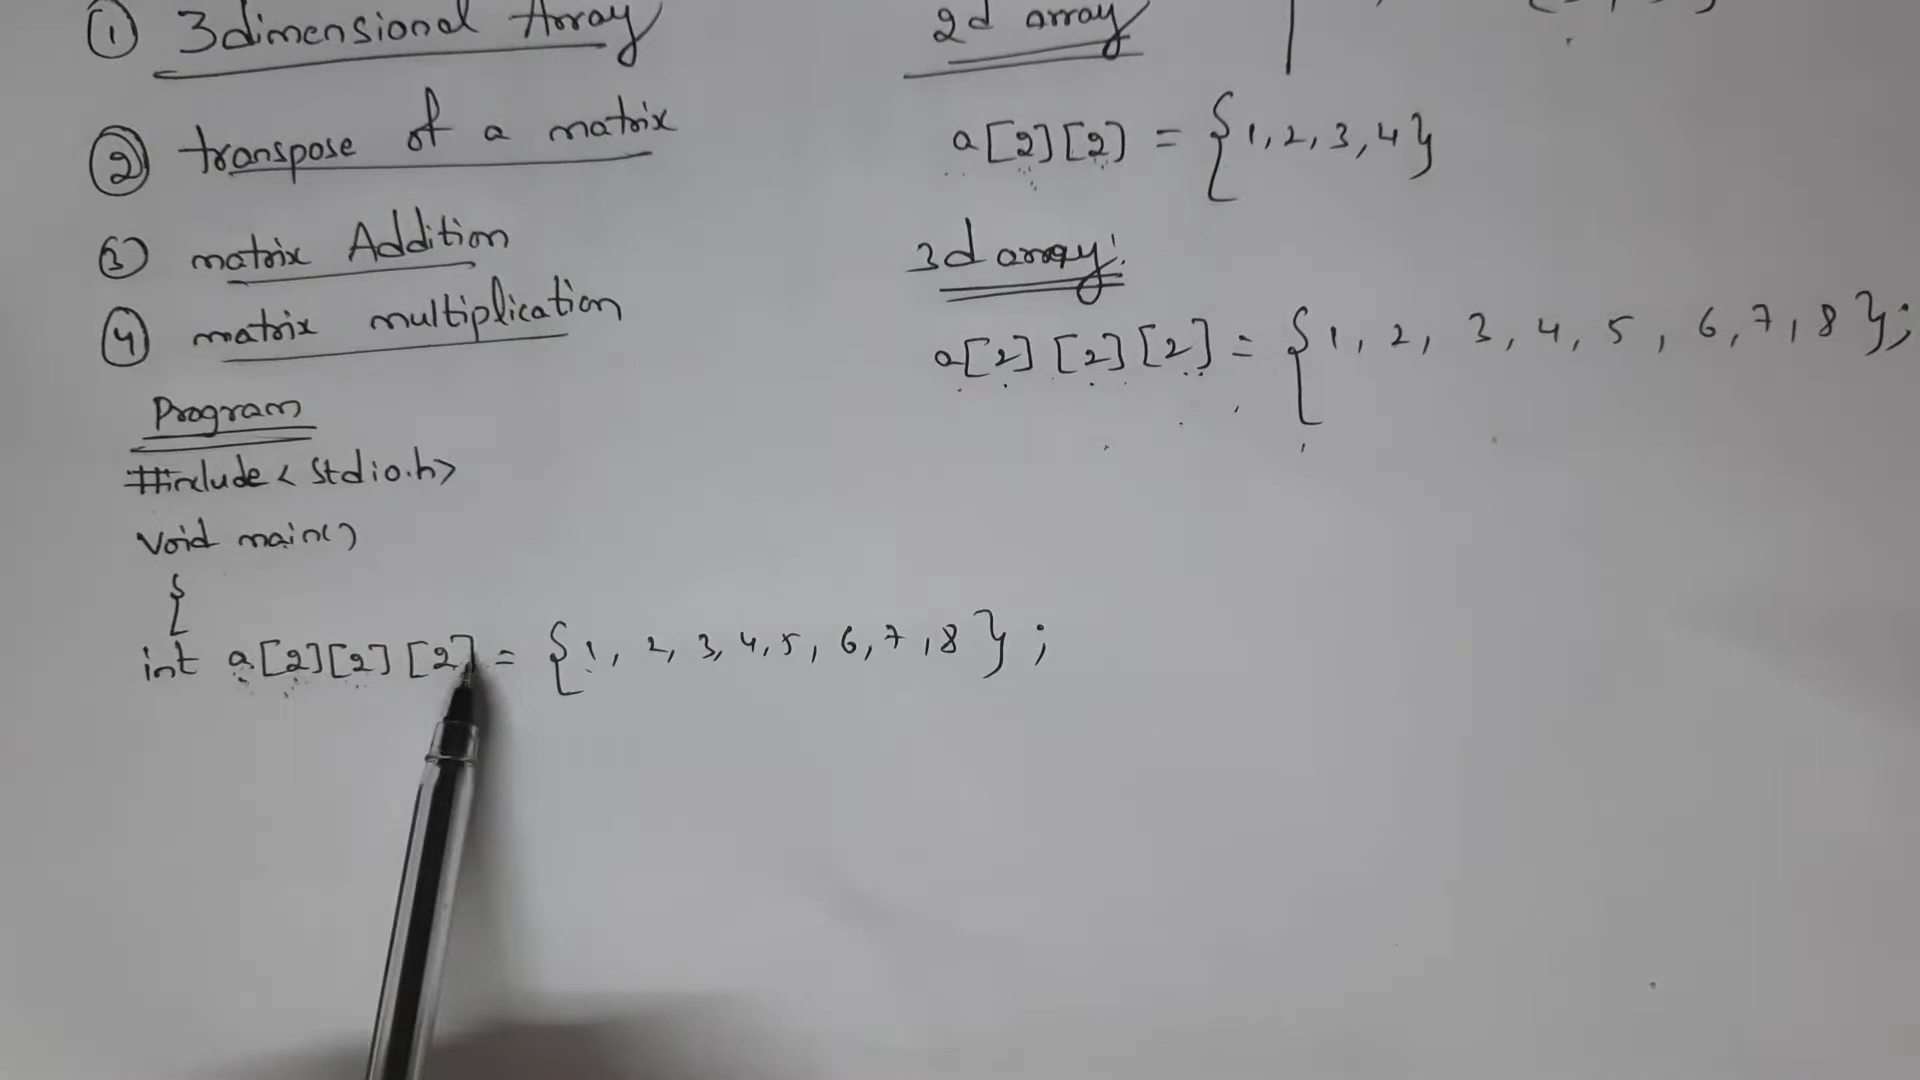 ① 3dimensional Array
② transpose of a matrix
③ matrix Addition
④ matrix multiplication
Program
#include < stdio.h>
void main()
{
int a[2][2][2] = {1, 2, 3, 4, 5, 6, 7, 8};
2d array
a[2][2] = {1, 2, 3, 4}
3d array:
a[2][2][2] = {1, 2, 3, 4, 5, 6, 7, 8};